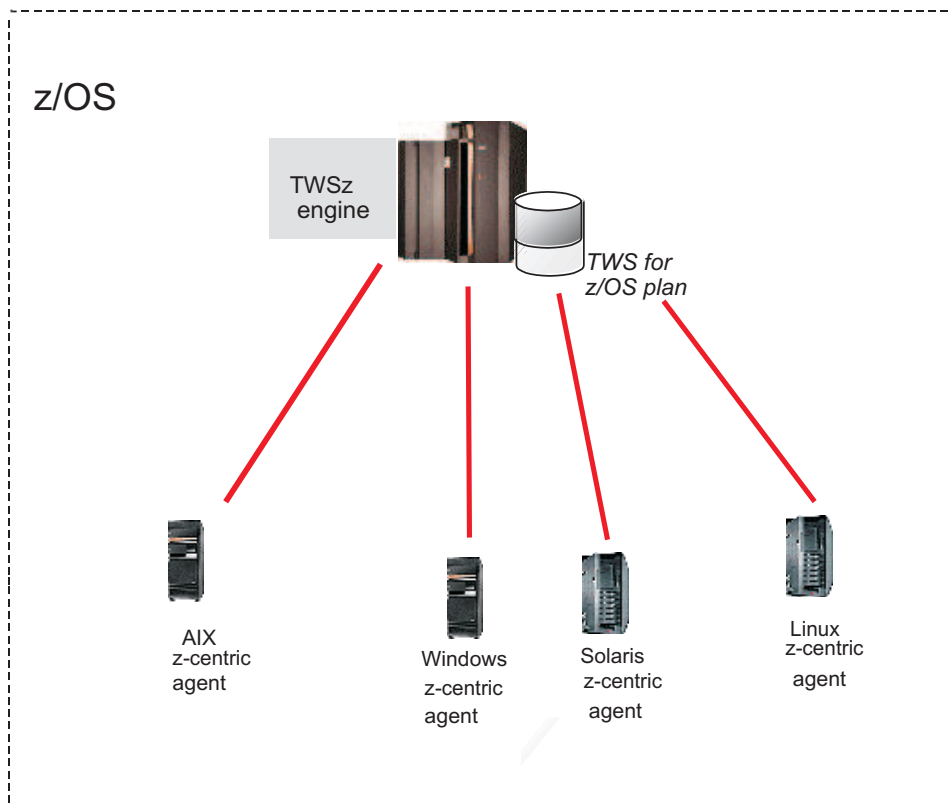 z/OS
TWSz
engine
TWS for
z/OS plan
AIX
z-centric
agent
Windows
z-centric
agent
Solaris
z-centric
agent
Linux
z-centric
agent